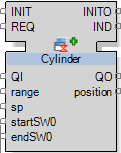 INIT INITO
REQ IND
Cylinder
QI QO
range position
sp
startSW0
endSW0